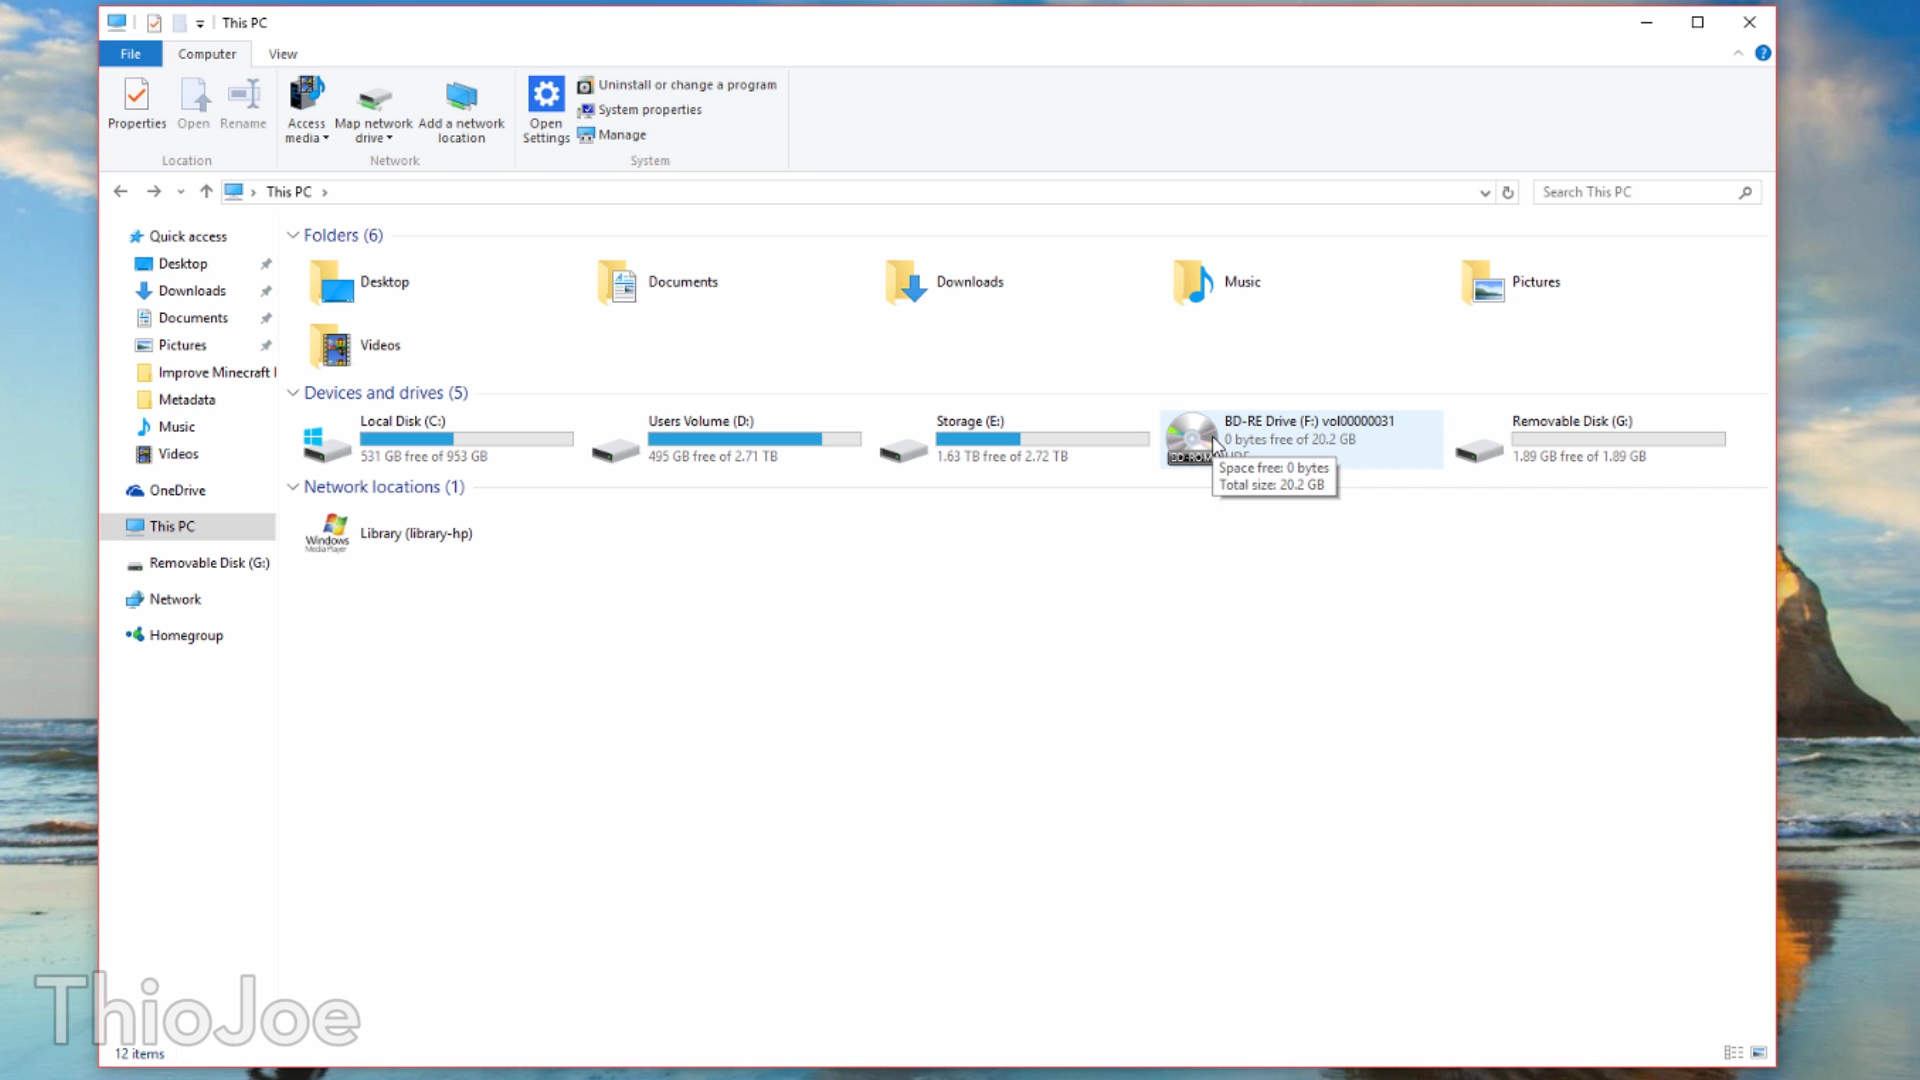 This PC
File
Computer
View
Properties
Open
Rename
Access
media
Map network
drive
Add a network
location
Open
Settings
Uninstall or change a program
System properties
Manage
Location
Network
System
This PC
Search This PC
Quick access
Desktop
Downloads
Documents
Pictures
Improve Minecraft
Metadata
Music
Videos
OneDrive
This PC
Removable Disk (G:)
Network
Homegroup
Folders (6)
Desktop
Documents
Downloads
Music
Pictures
Videos
Devices and drives (5)
Local Disk (C:)
531 GB free of 953 GB
Users Volume (D:)
495 GB free of 2.71 TB
Storage (E:)
1.63 TB free of 2.72 TB
BD-RE Drive (F:) vol00000031
0 bytes free of 20.2 GB
BD-ROM
Space free: 0 bytes
Total size: 20.2 GB
Removable Disk (G:)
1.89 GB free of 1.89 GB
Network locations (1)
Windows
Media Player
Library (library-hp)
ThioJoe
12 items